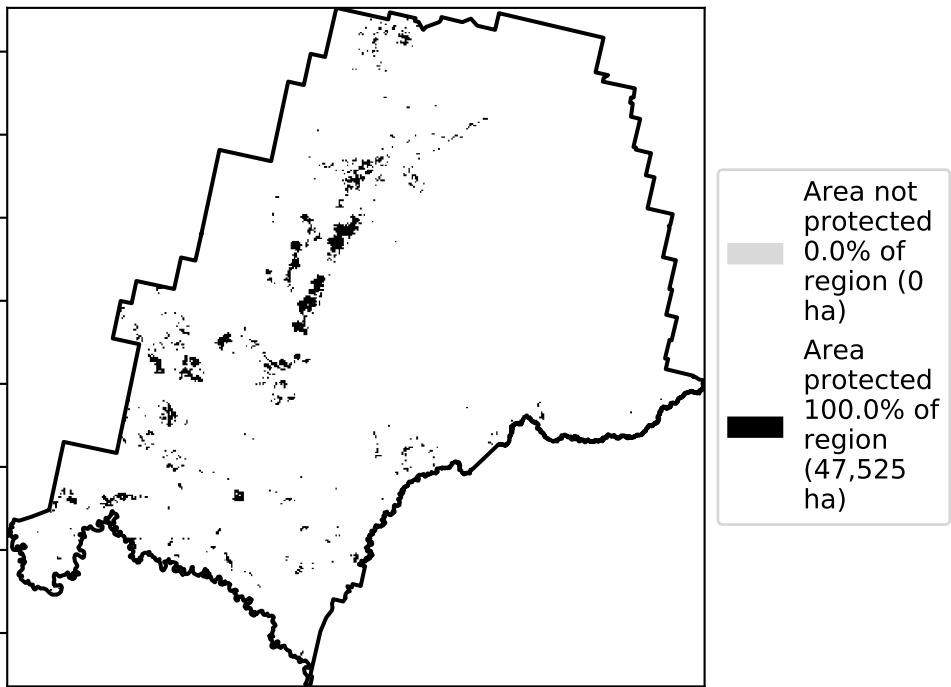 Area not
protected
0.0% of
region (0
ha)
Area
protected
100.0% of
region
(47,525
ha)